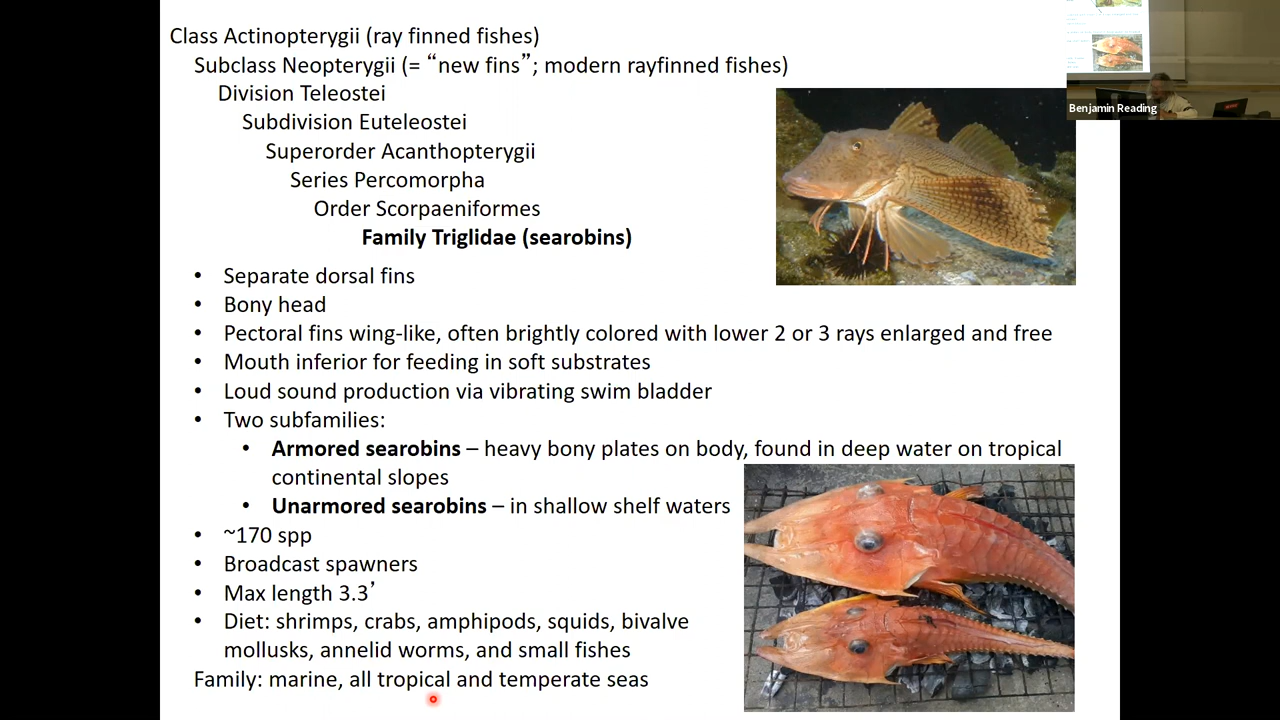 Class Actinopterygii (ray finned fishes)
Subclass Neopterygii (= “new fins”; modern rayfinned fishes)
Division Teleostei
Subdivision Euteleostei
Superorder Acanthopterygii
Series Percomorpha
Order Scorpaeniformes
Family Triglidae (searobins)
• Separate dorsal fins
• Bony head
• Pectoral fins wing-like, often brightly colored with lower 2 or 3 rays enlarged and free
• Mouth inferior for feeding in soft substrates
• Loud sound production via vibrating swim bladder
• Two subfamilies:
• Armored searobins – heavy bony plates on body, found in deep water on tropical
continental slopes
• Unarmored searobins – in shallow shelf waters
• ~170 spp
• Broadcast spawners
• Max length 3.3’
• Diet: shrimps, crabs, amphipods, squids, bivalve
mollusks, annelid worms, and small fishes
Family: marine, all tropical and temperate seas
Benjamin Reading